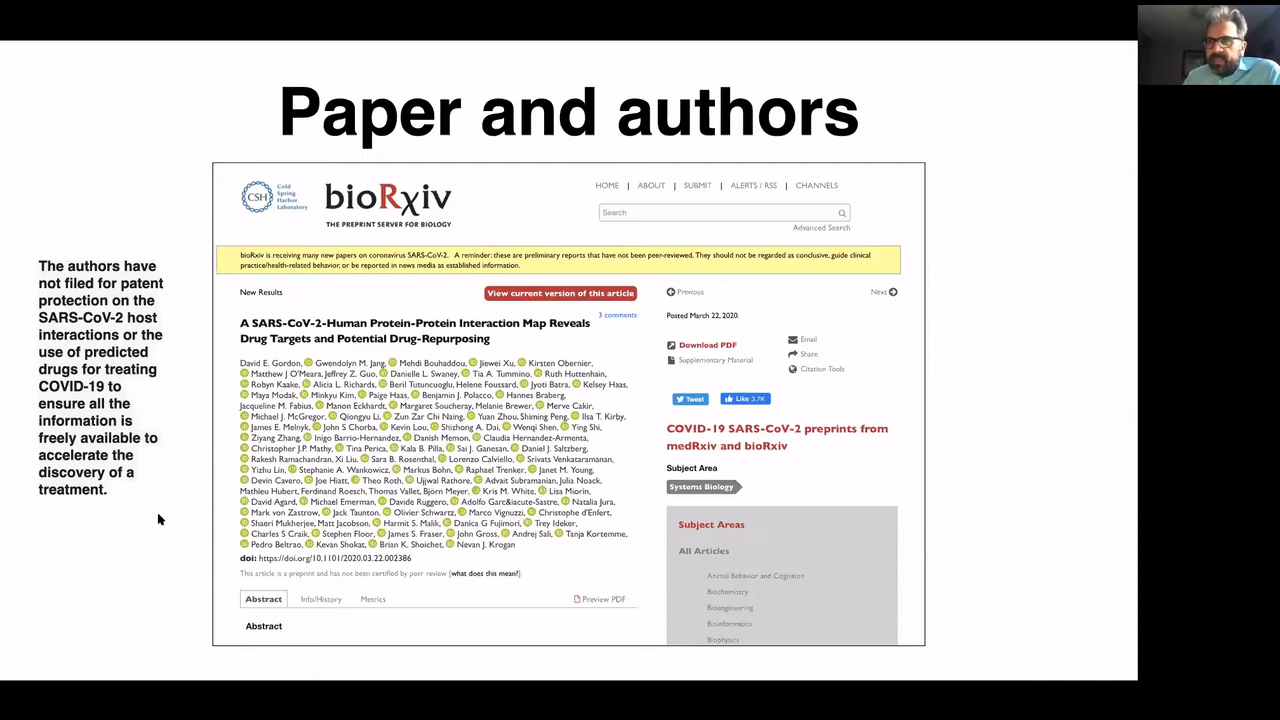 Paper and authors
The authors have
not filed for patent
protection on the
SARS-CoV-2 host
interactions or the
use of predicted
drugs for treating
COVID-19 to
ensure all the
information is
freely available to
accelerate the
discovery of a
treatment.
CSH
Cold
Spring
Harbor
Laboratory
bioRxiv
THE PREPRINT SERVER FOR BIOLOGY
HOME | ABOUT | SUBMIT | ALERTS / RSS | CHANNELS
Search
Advanced Search
bioRxiv is receiving many new papers on coronavirus SARS-CoV-2. A reminder: these are preliminary reports that have not been peer-reviewed. They should not be regarded as conclusive, guide clinical
practice/health-related behavior, or be reported in news media as established information.
New Results
View current version of this article
3 comments
A SARS-CoV-2-Human Protein-Protein Interaction Map Reveals
Drug Targets and Potential Drug-Repurposing
David E. Gordon, Gwendolyn M. Jang, Mehdi Bouhaddou, Jiewei Xu, Kirsten Obernier,
Matthew J O'Meara, Jeffrey Z. Guo, Danielle L. Swaney, Tia A. Tummino, Ruth Huttenhain,
Robyn Kaake, Alicia L. Richards, Beril Tutuncuoglu, Helene Foussard, Jyoti Batra, Kelsey Haas,
Maya Modak, Minkyu Kim, Paige Haas, Benjamin J. Polacco, Hannes Braberg,
Jacqueline M. Fabius, Manon Eckhardt, Margaret Soucheray, Melanie Brewer, Merve Cakir,
Michael J. McGregor, Qiongyu Li, Zun Zar Chi Naing, Yuan Zhou, Shiming Peng, Ilsa T. Kirby,
James E. Melnyk, John S Chorba, Kevin Lou, Shizhong A. Dai, Wenqi Shen, Ying Shi,
Ziyang Zhang, Inigo Barrio-Hernandez, Danish Memon, Claudia Hernandez-Armenta,
Christopher J.P. Mathy, Tina Perica, Kala B. Pilla, Sai J. Ganesan, Daniel J. Saltzberg,
Rakesh Ramachandran, Xi Liu, Sara B. Rosenthal, Lorenzo Calviello, Srivats Venkataramanan,
Yizhu Lin, Stephanie A. Wankowicz, Markus Bohn, Raphael Trenker, Janet M. Young,
Devin Cavero, Joe Hiatt, Theo Roth, Ujjwal Rathore, Advait Subramanian, Julia Noack,
Mathieu Hubert, Ferdinand Roesch, Thomas Vallet, Björn Meyer, Kris M. White, Lisa Miorin,
David Agard, Michael Emerman, Davide Ruggero, Adolfo Garc&iacute-Sastre, Natalia Jura,
Mark von Zastrow, Jack Taunton, Olivier Schwartz, Marco Vignuzzi, Christophe d'Enfert,
Shaeri Mukherjee, Matt Jacobson, Harmit S. Malik, Danica G Fujimori, Trey Ideker,
Charles S Craik, Stephen Floor, James S. Fraser, John Gross, Andrej Sali, Tanja Kortemme,
Pedro Beltrao, Kevan Shokat, Brian K. Shoichet, Nevan J. Krogan
doi: https://doi.org/10.1101/2020.03.22.002386
This article is a preprint and has not been certified by peer review [what does this mean?].
Abstract Info/History Metrics Preview PDF
Abstract
Previous Next
Posted March 22, 2020.
Download PDF
Supplementary Material
Email
Share
Citation Tools
Tweet
Like 3.7K
COVID-19 SARS-CoV-2 preprints from
medRxiv and bioRxiv
Subject Area
Systems Biology
Subject Areas
All Articles
Animal Behavior and Cognition
Biochemistry
Bioengineering
Bioinformatics
Biophysics